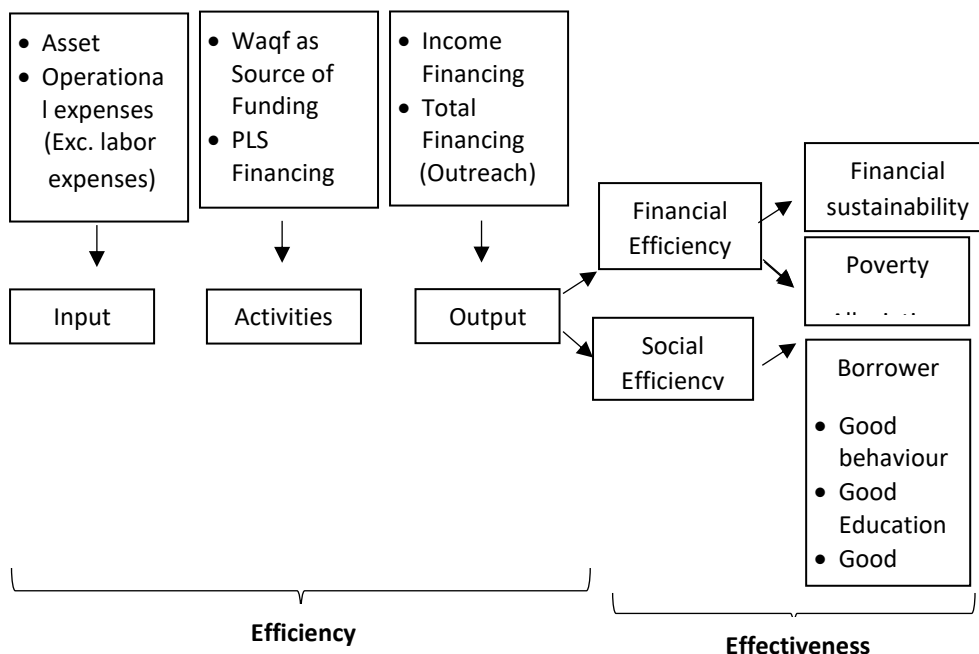 • Asset
• Operationa
l expenses
(Exc. labor
expenses)
• Waqf as
Source of
Funding
• PLS
Financing
• Income
Financing
• Total
Financing
(Outreach)
Input
Activities
Output
Financial
Efficiency
Social
Efficiency
Financial
sustainability
Poverty
Borrower
• Good
behaviour
• Good
Education
• Good
Efficiency
Effectiveness